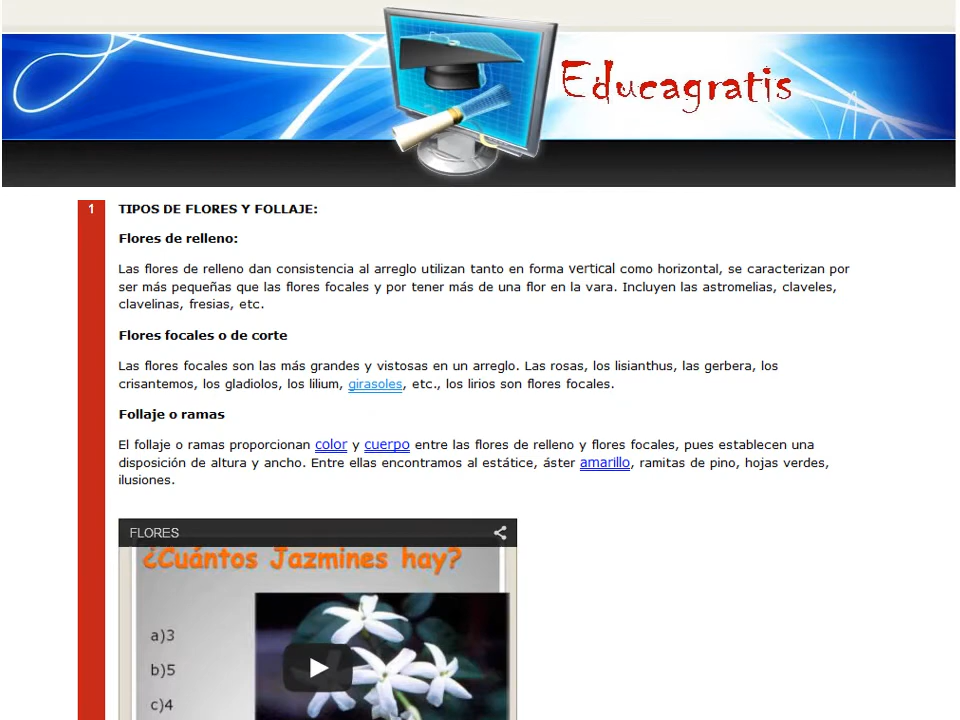 Educagratis
1 TIPOS DE FLORES Y FOLLAJE:
Flores de relleno:
Las flores de relleno dan consistencia al arreglo utilizan tanto en forma vertical como horizontal, se caracterizan por
ser más pequeñas que las flores focales y por tener más de una flor en la vara. Incluyen las astromelias, claveles,
clavelinas, fresias, etc.
Flores focales o de corte
Las flores focales son las más grandes y vistosas en un arreglo. Las rosas, los lisianthus, las gerbera, los
crisantemos, los gladiolos, los lilium, girasoles, etc., los lirios son flores focales.
Follaje o ramas
El follaje o ramas proporcionan color y cuerpo entre las flores de relleno y flores focales, pues establecen una
disposición de altura y ancho. Entre ellas encontramos al estátice, áster amarillo, ramitas de pino, hojas verdes,
ilusiones.
FLORES
¿Cuántos Jazmines hay?
a)3
b)5
c)4